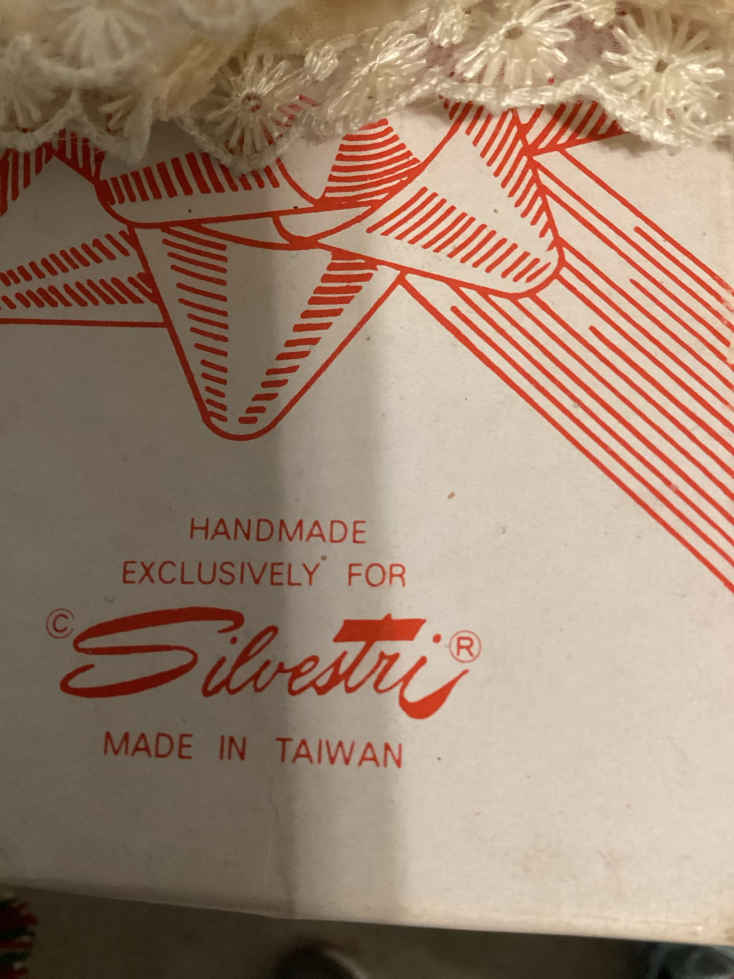 HANDMADE
EXCLUSIVELY FOR
© Silvestri ®
MADE IN TAIWAN